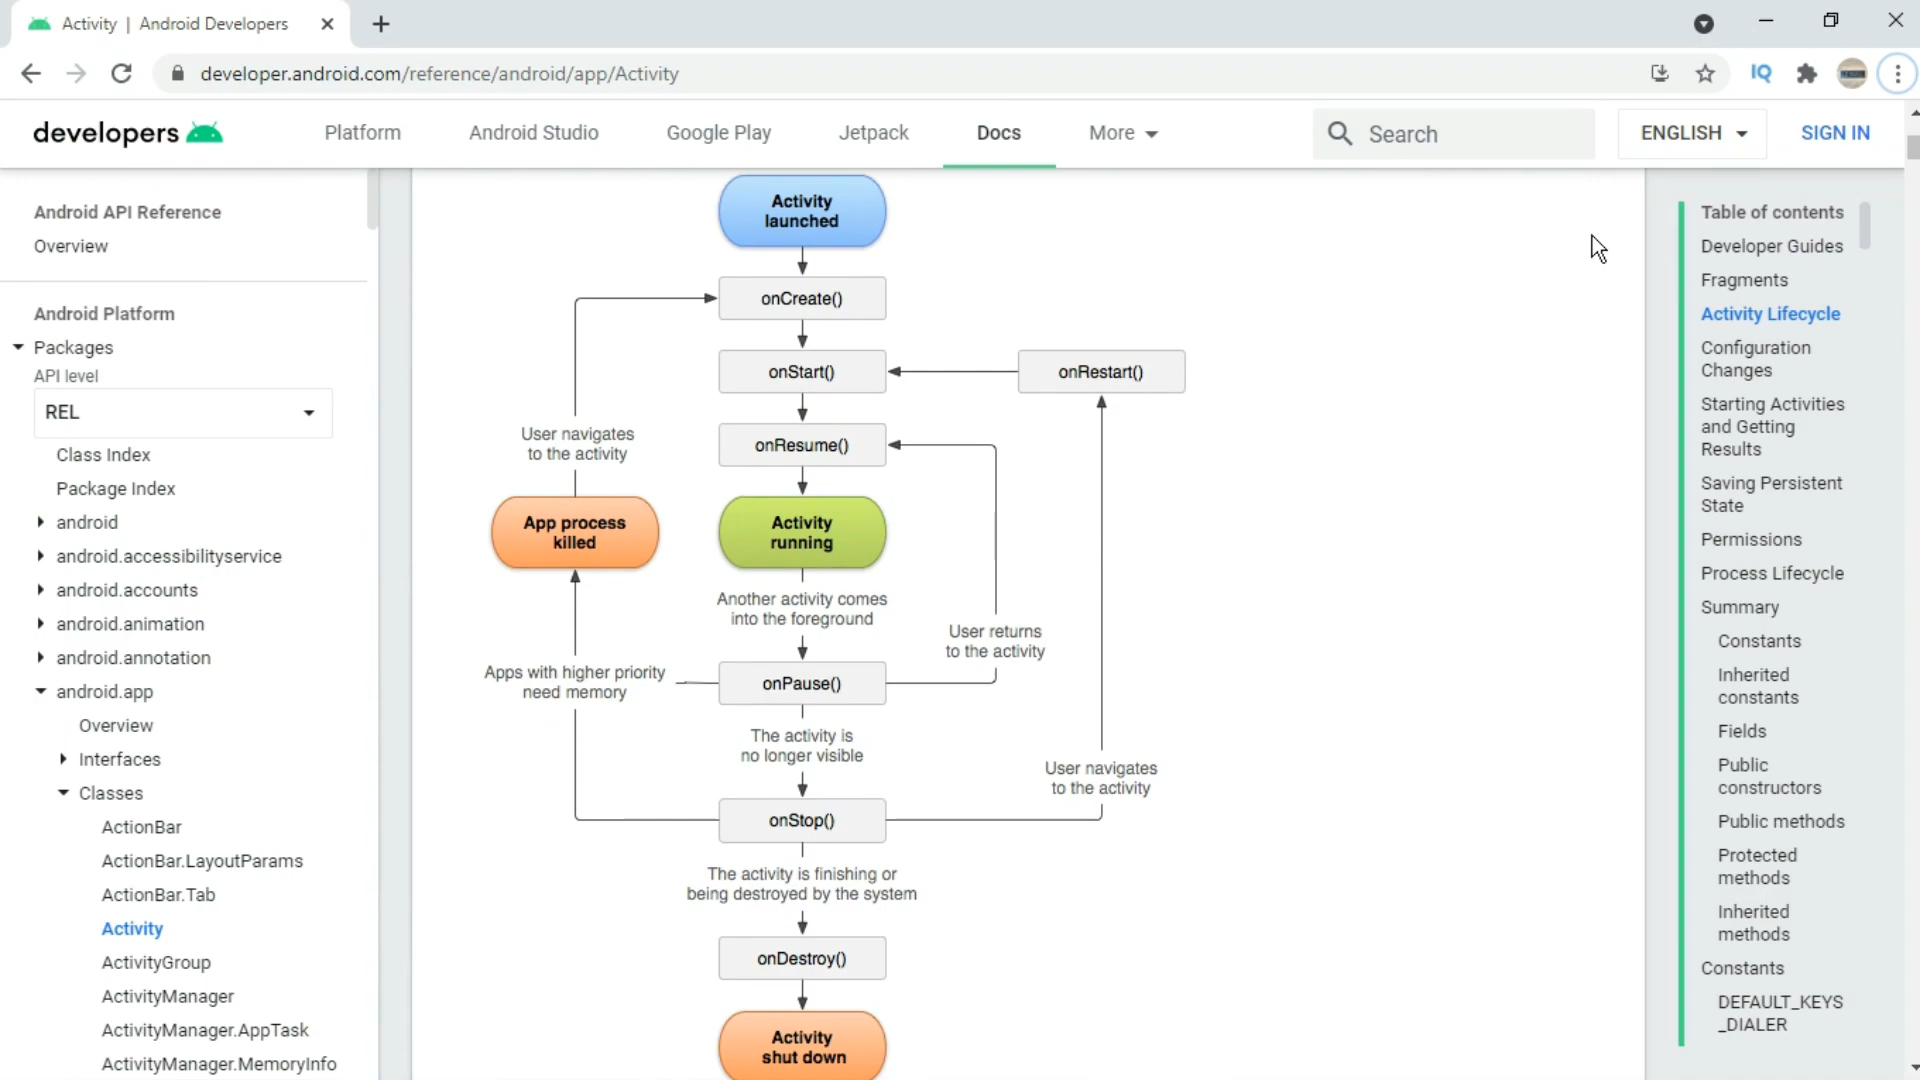 Activity | Android Developers
developer.android.com/reference/android/app/Activity
IQ
developers
Platform
Android Studio
Google Play
Jetpack
Docs
More
Search
ENGLISH
SIGN IN
Android API Reference
Overview
Android Platform
Packages
API level
REL
Class Index
Package Index
android
android.accessibilityservice
android.accounts
android.animation
android.annotation
android.app
Overview
Interfaces
Classes
ActionBar
ActionBar.LayoutParams
ActionBar.Tab
Activity
ActivityGroup
ActivityManager
ActivityManager.AppTask
ActivityManager.MemoryInfo
Activity
launched
onCreate()
onStart()
onRestart()
onResume()
User navigates
to the activity
App process
killed
Activity
running
Another activity comes
into the foreground
User returns
to the activity
Apps with higher priority
need memory
onPause()
The activity is
no longer visible
User navigates
to the activity
onStop()
The activity is finishing or
being destroyed by the system
onDestroy()
Activity
shut down
Table of contents
Developer Guides
Fragments
Activity Lifecycle
Configuration
Changes
Starting Activities
and Getting
Results
Saving Persistent
State
Permissions
Process Lifecycle
Summary
Constants
Inherited
constants
Fields
Public
constructors
Public methods
Protected
methods
Inherited
methods
Constants
DEFAULT_KEYS
_DIALER